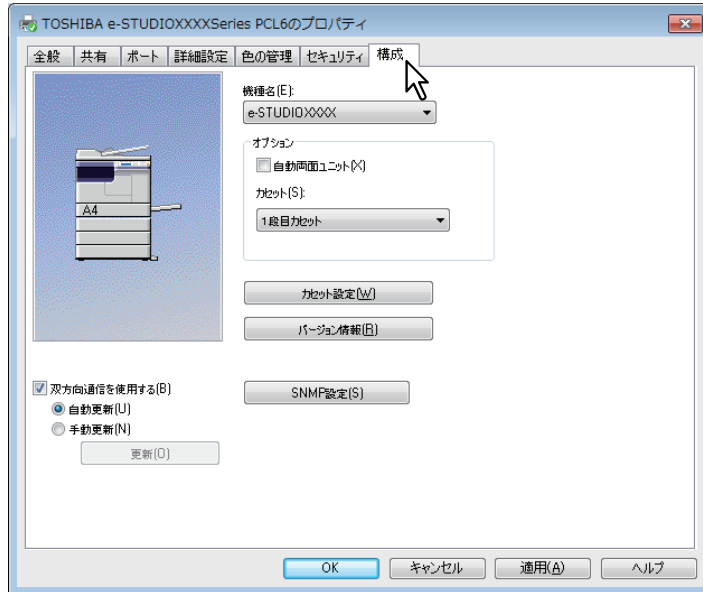 TOSHIBA e-STUDIOXXXXSeries PCL6のプロパティ
全般 共有 ポート 詳細設定 色の管理 セキュリティ 構成
機種名(E):
e-STUDIOXXXX
オプション
自動両面ユニット(X)
カセット(S):
1段目カセット
A4
カセット設定(W)
バージョン情報(R)
双方向通信を使用する(B)
SNMP設定(S)
自動更新(U)
手動更新(N)
更新(O)
OK キャンセル 適用(A) ヘルプ